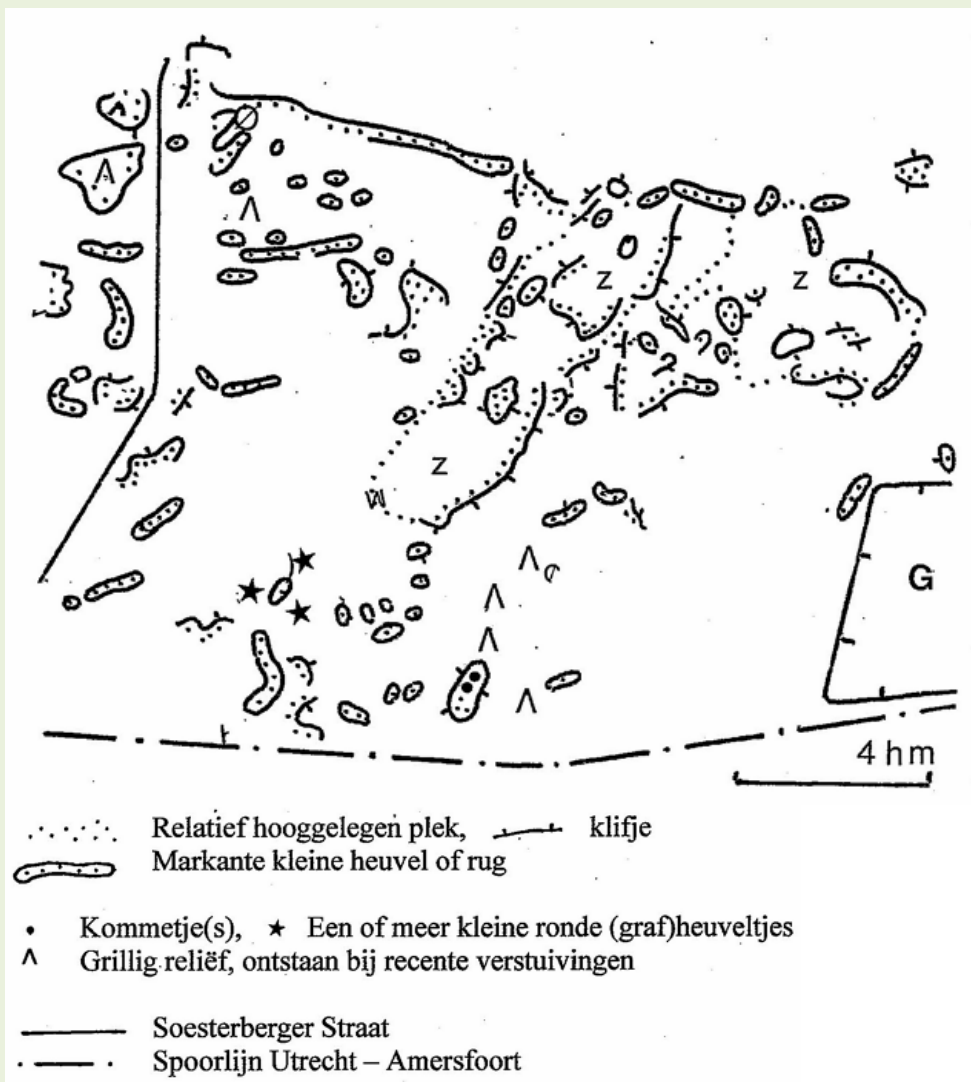 Z
Z
Z
W
G
4 hm
Relatief hooggelegen plek, klifje
Markante kleine heuvel of rug
Kommetje(s), ★ Een of meer kleine ronde (graf)heuveltjes
Grillig reliëf, ontstaan bij recente verstuivingen
Soesterberger Straat
Spoorlijn Utrecht – Amersfoort